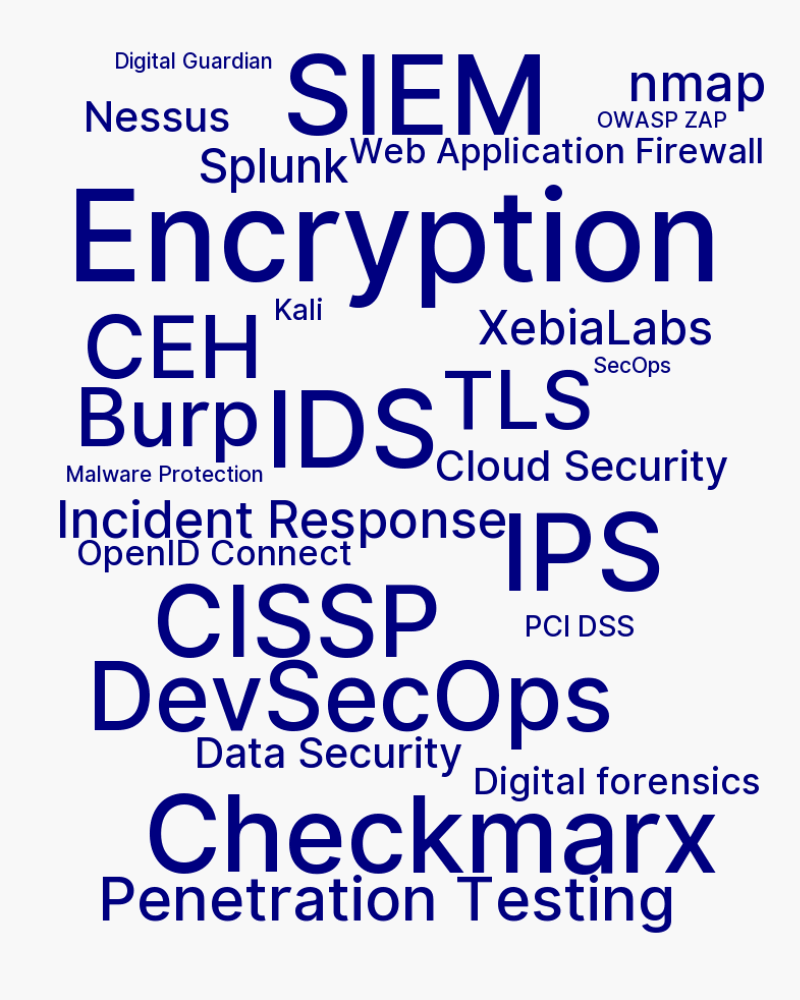 Digital Guardian
SIEM
nmap
Nessus
OWASP ZAP
Splunk
Web Application Firewall
Encryption
Kali
CEH
XebiaLabs
SecOps
Burp
IDS
TLS
Malware Protection
Cloud Security
Incident Response
OpenID Connect
IPS
CISSP
PCI DSS
DevSecOps
Data Security
Digital forensics
Checkmarx
Penetration Testing